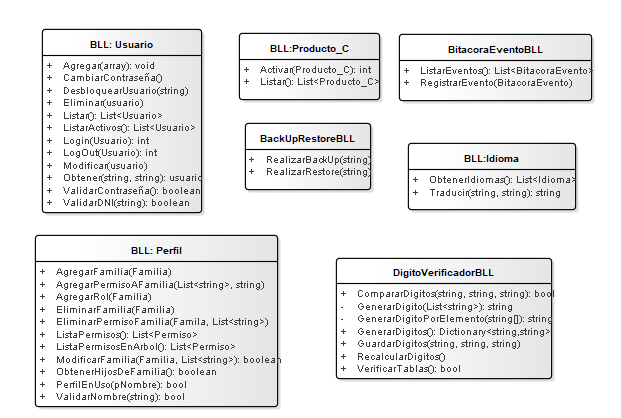 BLL: Usuario
+ Agregar(array): void
+ CambiarContraseña()
+ DesbloquearUsuario(string)
+ Eliminar(usuario)
+ Listar(): List<Usuario>
+ ListarActivos(): List<Usuario>
+ Login(Usuario): int
+ LogOut(Usuario): int
+ Modificar(usuario)
+ Obtener(string, string): usuario
+ ValidarContraseña(): boolean
+ ValidarDNI(string): boolean
BLL:Producto_C
+ Activar(Producto_C): int
+ Listar(): List<Producto_C>
BitacoraEventoBLL
+ ListarEventos(): List<BitacoraEvento>
+ RegistrarEvento(BitacoraEvento)
BackUpRestoreBLL
+ RealizarBackUp(string)
+ RealizarRestore(string)
BLL:Idioma
+ ObtenerIdiomas(): List<Idioma>
+ Traducir(string, string): string
BLL: Perfil
+ AgregarFamilia(Familia)
+ AgregarPermisoAFamilia(List<string>, string)
+ AgregarRol(Familia)
+ EliminarFamilia(Familia)
+ EliminarPermisoFamilia(Famila, List<string>)
+ ListaPermisos(): List<Permiso>
+ ListaPermisosEnArbol(): List<Permiso>
+ ModificarFamilia(Familia, List<string>): boolean
+ ObtenerHijosDeFamilia(): boolean
+ PerfilEnUso(pNombre): bool
+ ValidarNombre(string): bool
DigitoVerificadorBLL
+ CompararDigitos(string, string, string): bool
- GenerarDigito(List<string>): string
- GenerarDigitoPorElemento(string[]): string
+ GenerarDigitos(): Dictionary<string,string>
+ GuardarDigitos(string, string, string)
+ RecalcularDigitos()
+ VerificarTablas(): bool